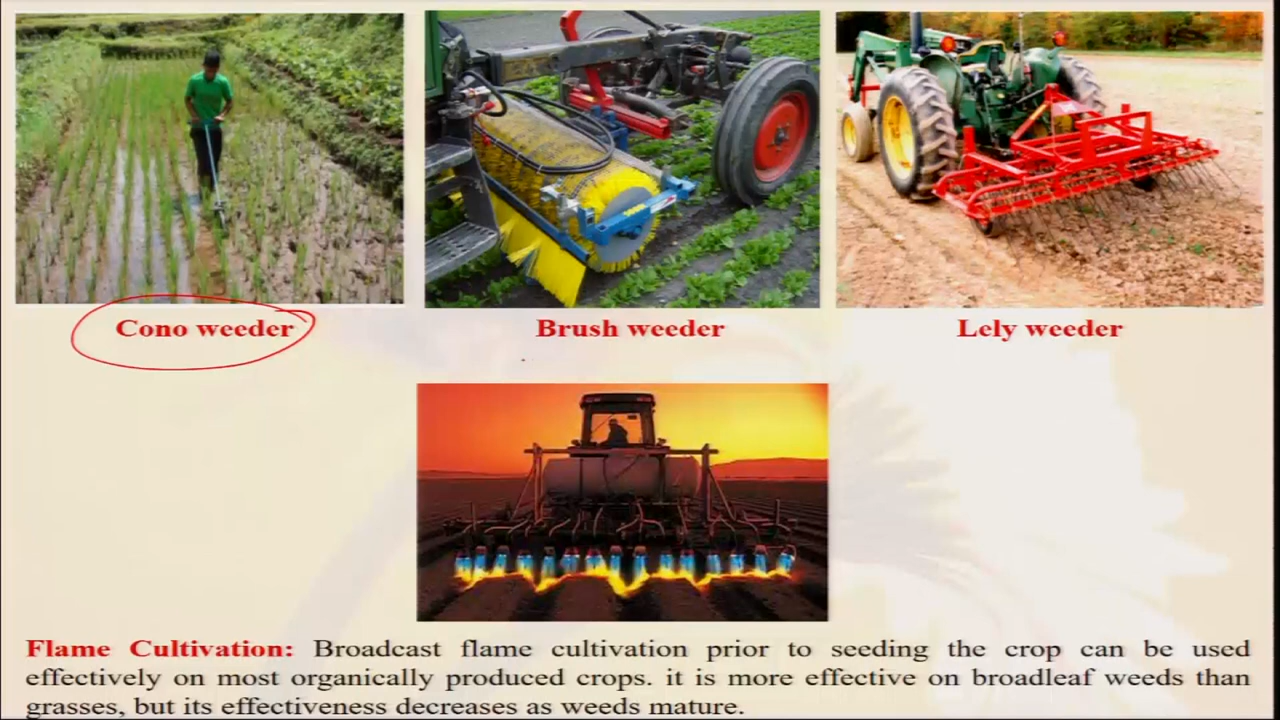 Cono weeder
Brush weeder
Lely weeder
Flame Cultivation: Broadcast flame cultivation prior to seeding the crop can be used
effectively on most organically produced crops. it is more effective on broadleaf weeds than
grasses, but its effectiveness decreases as weeds mature.